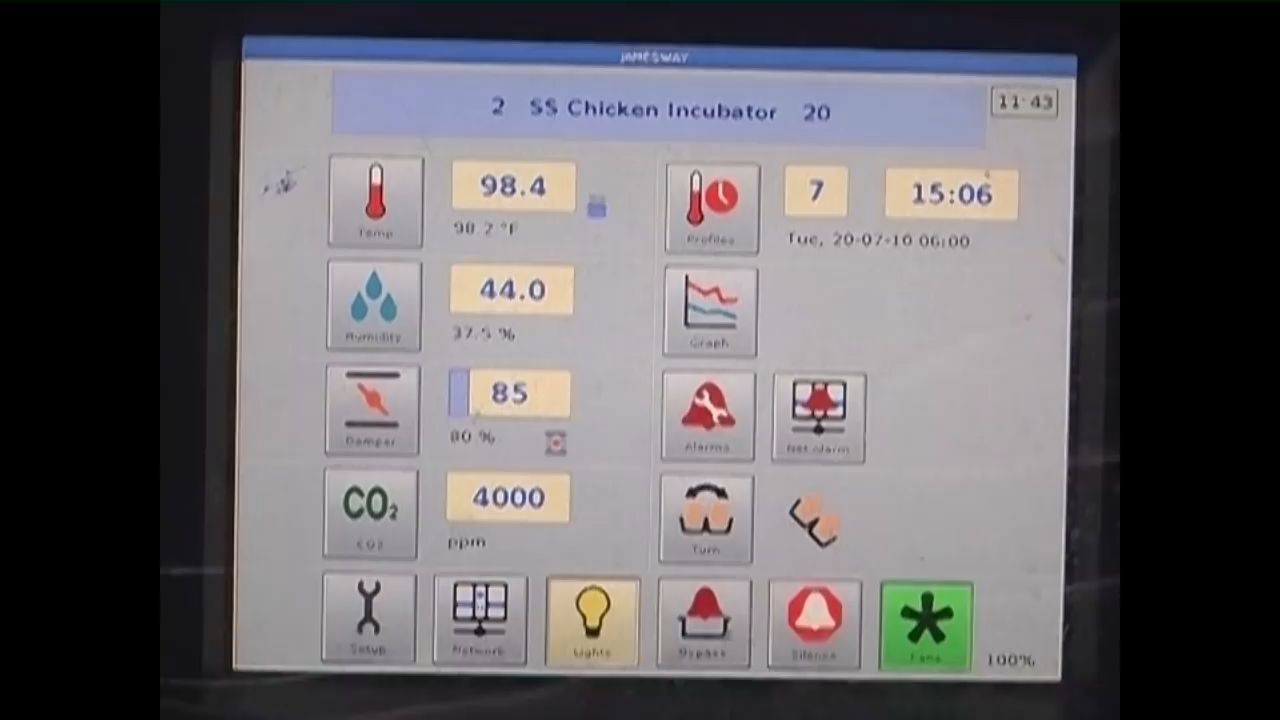 JAMESWAY
2 SS Chicken Incubator 20
11:43
Temp
98.4
98.2 °F
Profiles
7
15:06
Tue, 20-07-10 06:00
Humidity
44.0
37.5 %
Graph
Damper
85
80 %
Alarms
Net Alarm
CO₂
CO2
4000
ppm
Turn
Setup
Network
Lights
Bypass
Silence
Fans
100%